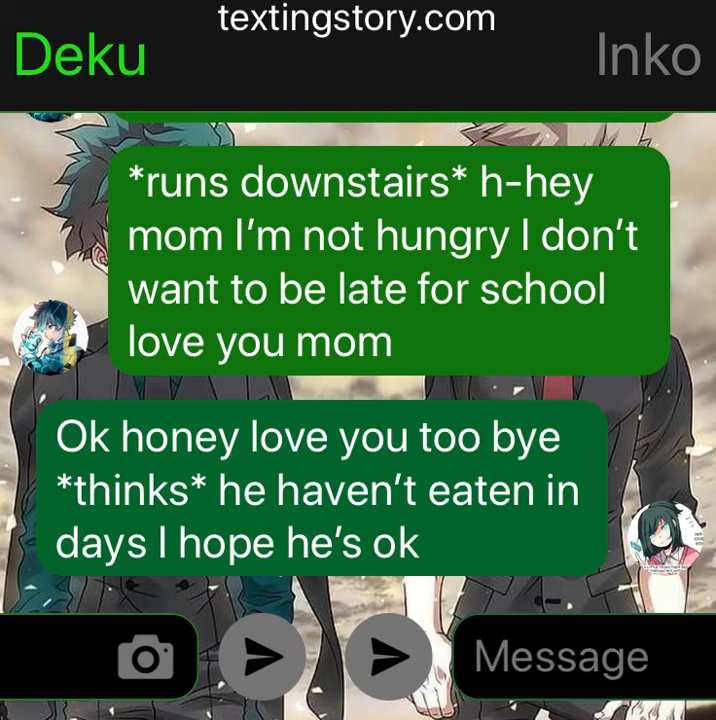 textingstory.com
Deku
Inko
*runs downstairs* h-hey
mom I’m not hungry I don’t
want to be late for school
love you mom
Ok honey love you too bye
*thinks* he haven’t eaten in
days I hope he’s ok
Message